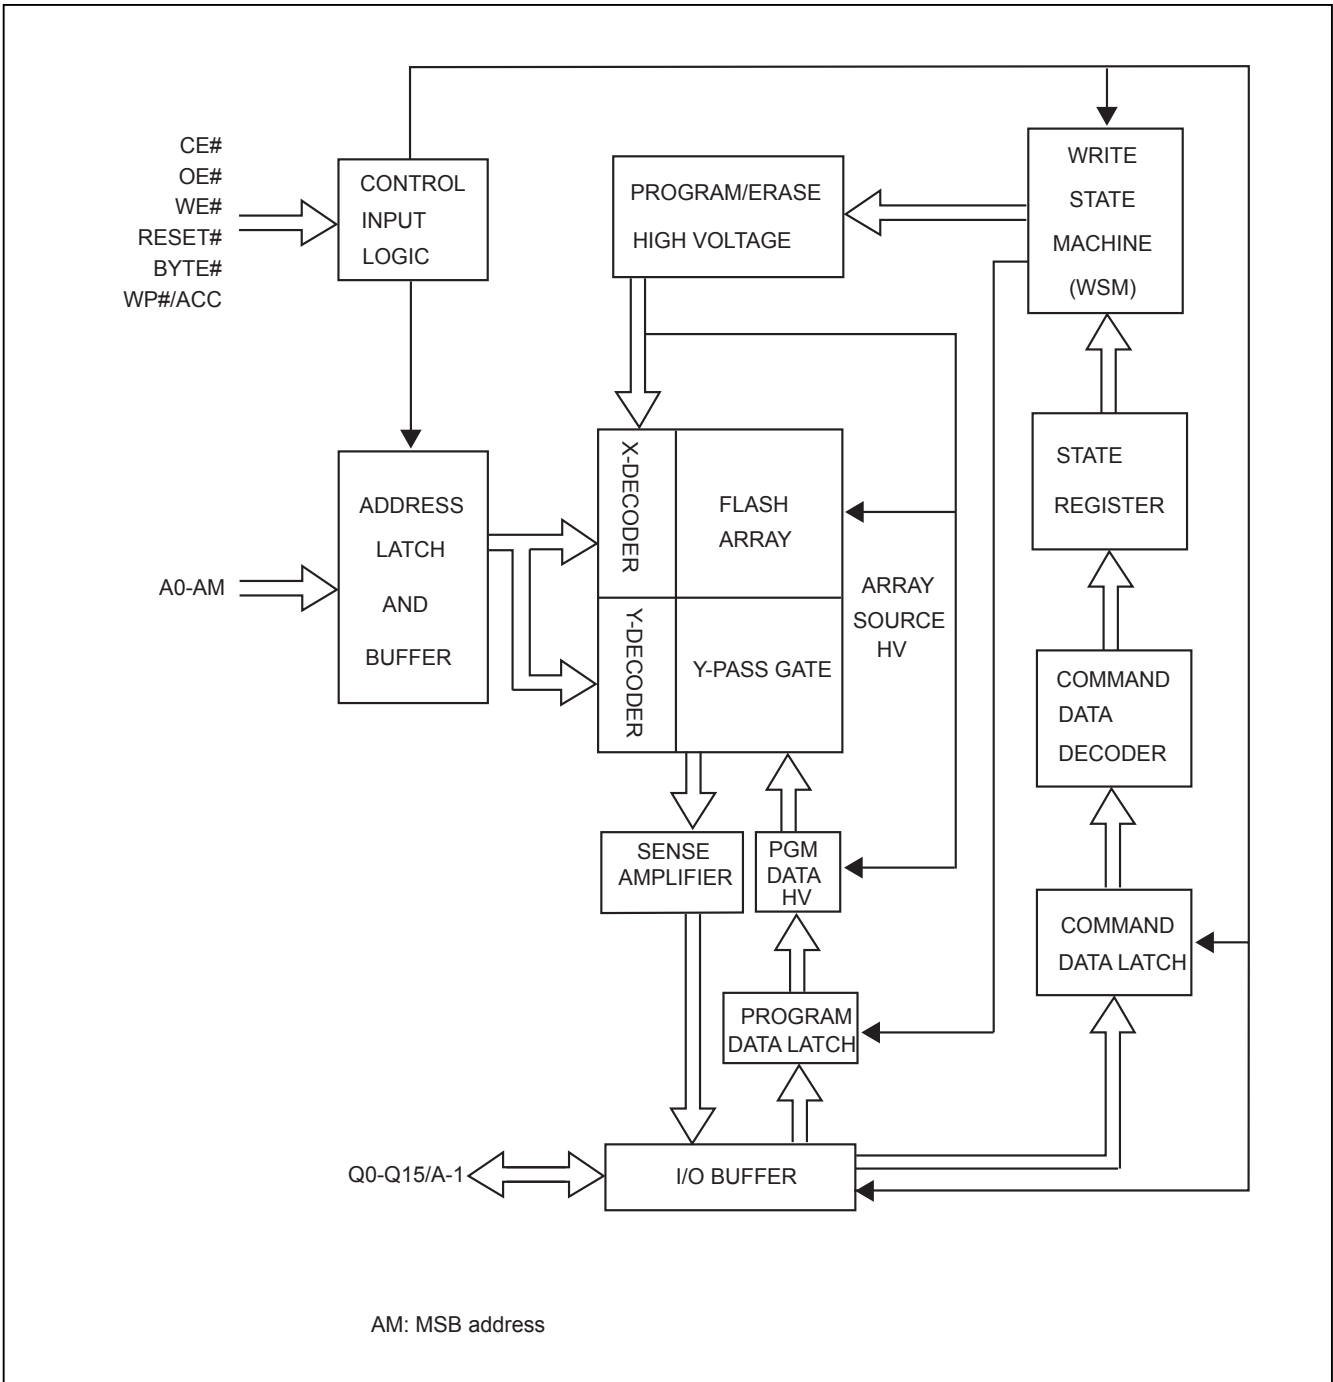 CE#
OE#
WE#
RESET#
BYTE#
WP#/ACC
CONTROL
INPUT
LOGIC
PROGRAM/ERASE
HIGH VOLTAGE
WRITE
STATE
MACHINE
(WSM)
A0-AM
ADDRESS
LATCH
AND
BUFFER
X-DECODER
FLASH
ARRAY
Y-DECODER
Y-PASS GATE
ARRAY
SOURCE
HV
STATE
REGISTER
COMMAND
DATA
DECODER
SENSE
AMPLIFIER
PGM
DATA
HV
COMMAND
DATA LATCH
PROGRAM
DATA LATCH
Q0-Q15/A-1
I/O BUFFER
AM: MSB address